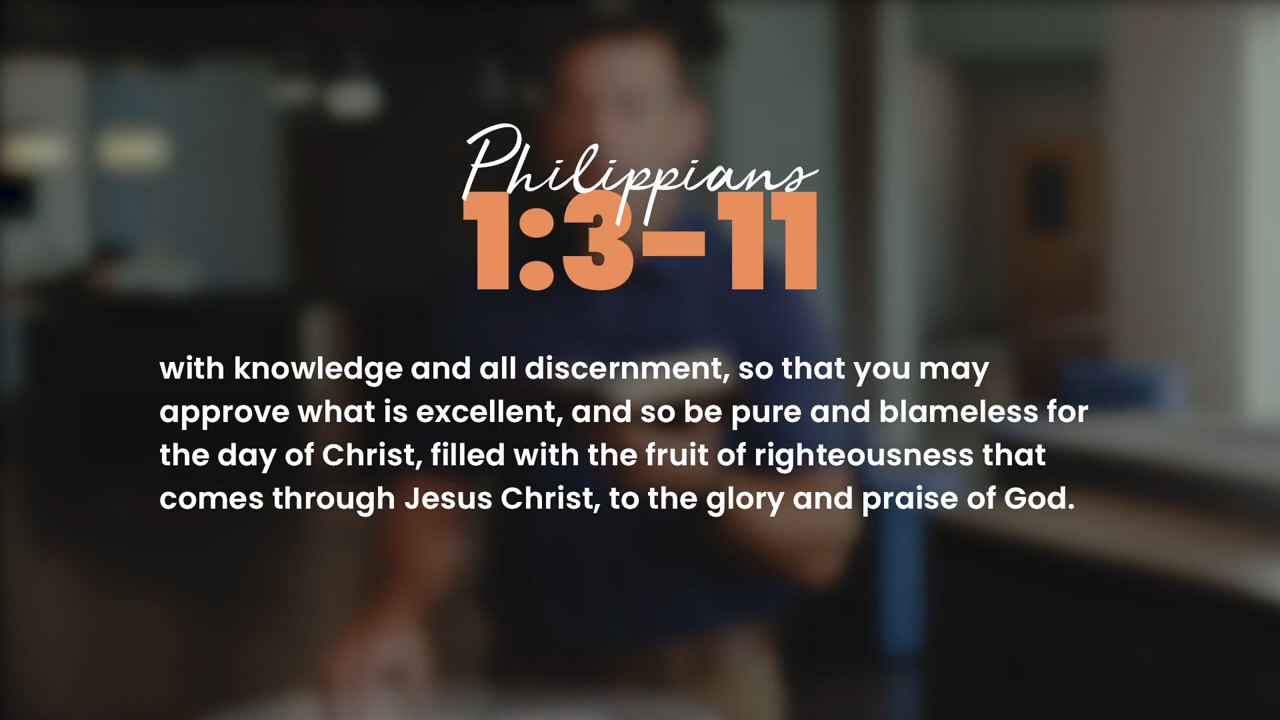 Philippians
1:3-11
with knowledge and all discernment, so that you may
approve what is excellent, and so be pure and blameless for
the day of Christ, filled with the fruit of righteousness that
comes through Jesus Christ, to the glory and praise of God.